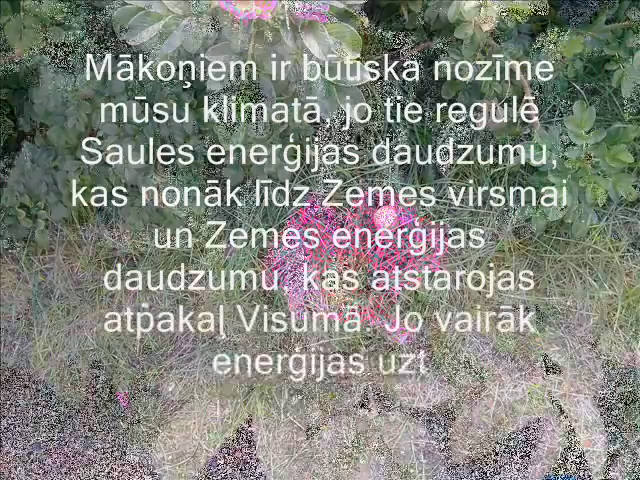 Mākoņiem ir būtiska nozīme
mūsu klimatā, jo tie regulē
Saules enerģijas daudzumu,
kas nonāk līdz Zemes virsmai
un Zemes enerģijas
daudzumu, kas atstarojas
atpakaļ Visumā. Jo vairāk
enerģijas uzt